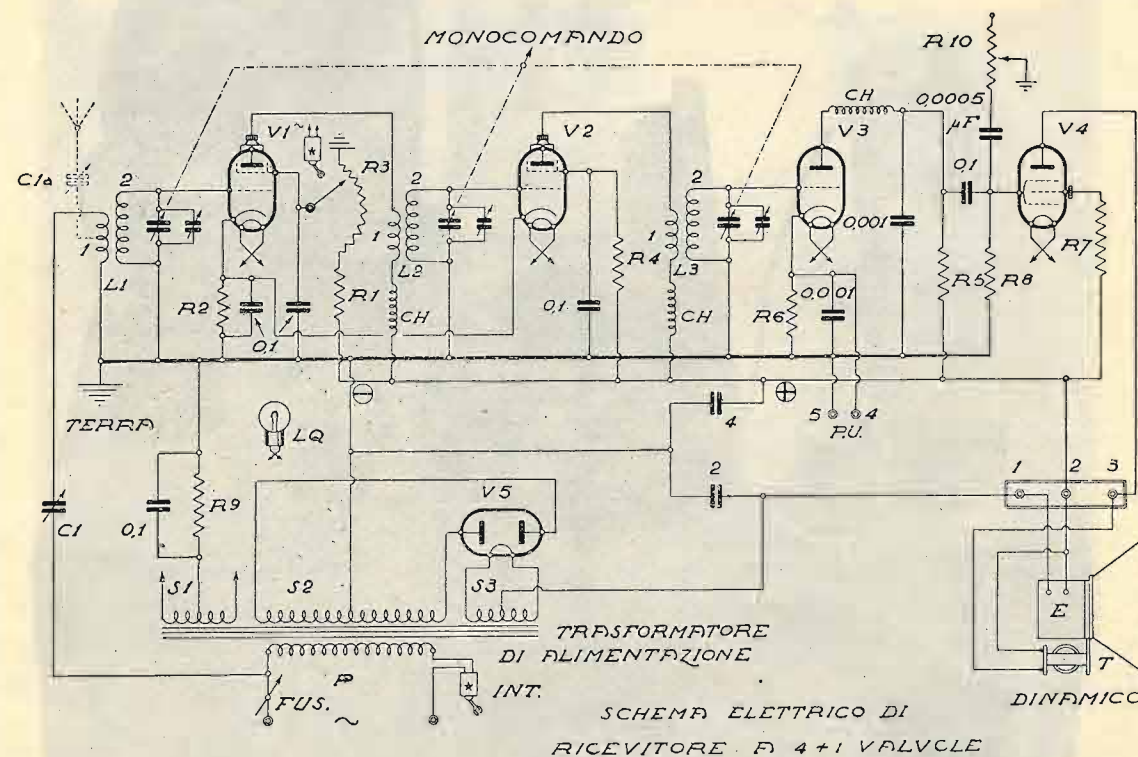 MONOCOMANDO
R10
CH
0,0005
µF
V1
~
V2
V3
V4
C1a
2
R3
2
2
0,1
1
1
1
0,001
L1
L2
R4
L3
R7
R2
R1
0,1
R5
R8
0,1
CH
CH
R6
0,001
−
+
TERRA
LQ
4
5
4
P.U.
2
1
2
3
C1
0,1
R9
V5
S1
S2
S3
E
TRASFORMATORE
DI ALIMENTAZIONE
P
T
FUS.
~
INT.
DINAMICO
SCHEMA ELETTRICO DI
RICEVITORE A 4+1 VALVOLE